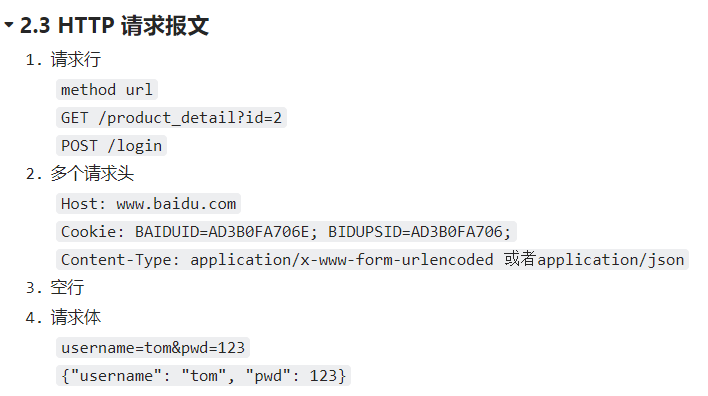 2.3 HTTP 请求报文
1. 请求行
method url
GET /product_detail?id=2
POST /login
2. 多个请求头
Host: www.baidu.com
Cookie: BAIDUID=AD3B0FA706E; BIDUPSID=AD3B0FA706;
Content-Type: application/x-www-form-urlencoded 或者application/json
3. 空行
4. 请求体
username=tom&pwd=123
{"username": "tom", "pwd": 123}